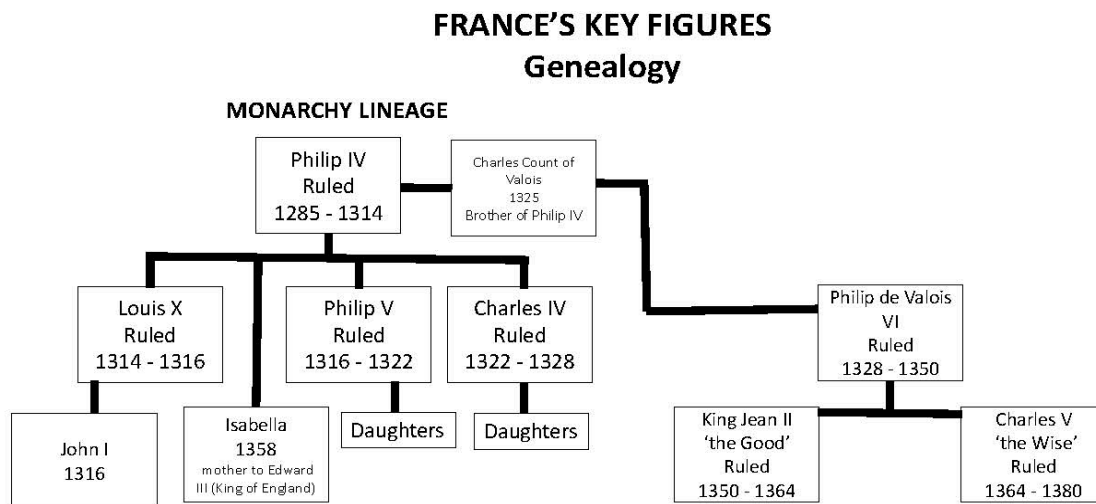 FRANCE'S KEY FIGURES
Genealogy
MONARCHY LINEAGE
Philip IV
Ruled
1285 - 1314
Charles Count of
Valois
1325
Brother of Philip IV
Louis X
Ruled
1314 - 1316
Philip V
Ruled
1316 - 1322
Charles IV
Ruled
1322 - 1328
Philip de Valois
VI
Ruled
1328 - 1350
John I
1316
Isabella
1358
mother to Edward
III (King of England)
Daughters
Daughters
King Jean II
'the Good'
Ruled
1350 - 1364
Charles V
'the Wise'
Ruled
1364 - 1380